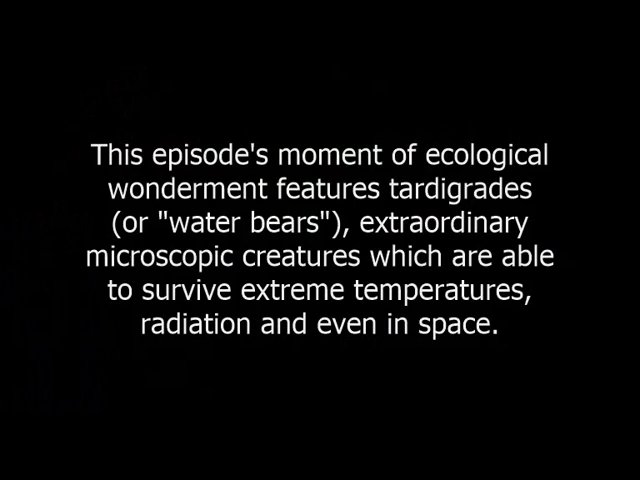 This episode's moment of ecological
wonderment features tardigrades
(or "water bears"), extraordinary
microscopic creatures which are able
to survive extreme temperatures,
radiation and even in space.